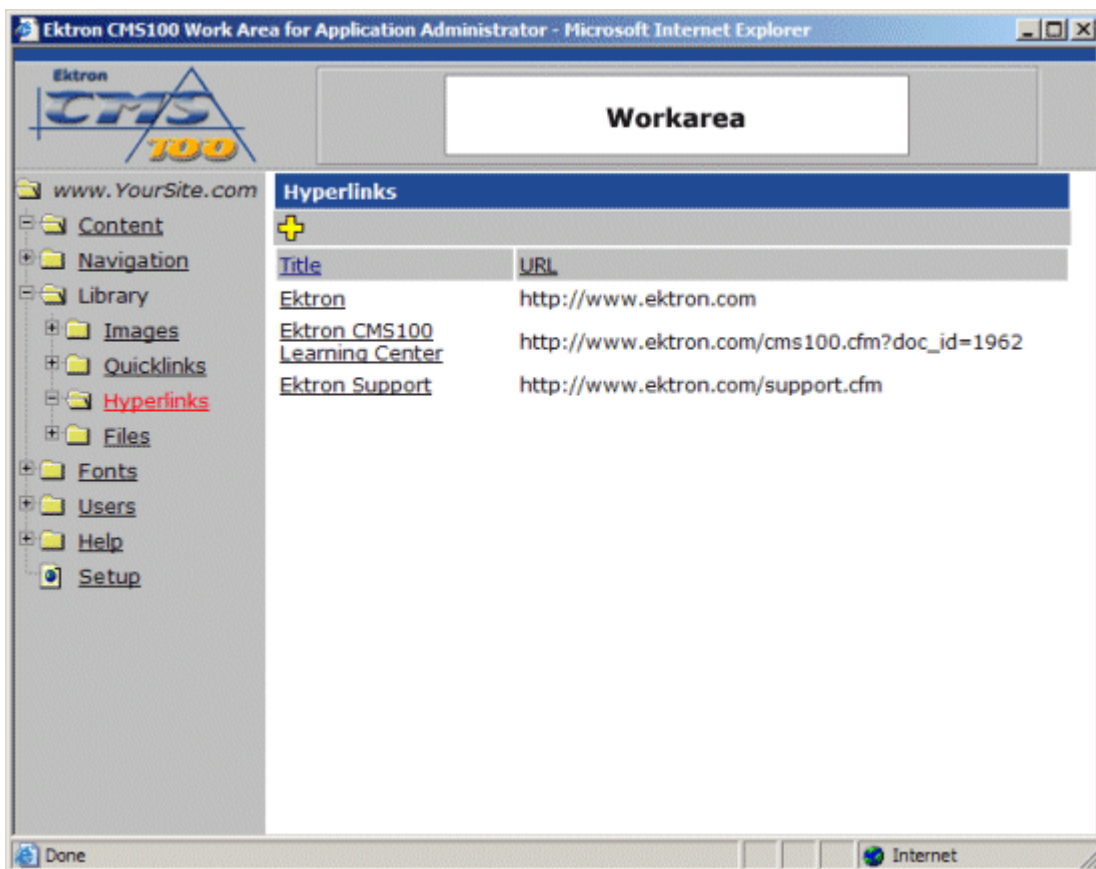 Ektron CMS100 Work Area for Application Administrator - Microsoft Internet Explorer
Ektron
CMS
100
Workarea
www.YourSite.com
Content
Navigation
Library
Images
Quicklinks
Hyperlinks
Files
Fonts
Users
Help
Setup
Hyperlinks
Title URL
Ektron http://www.ektron.com
Ektron CMS100
Learning Center http://www.ektron.com/cms100.cfm?doc_id=1962
Ektron Support http://www.ektron.com/support.cfm
Done Internet